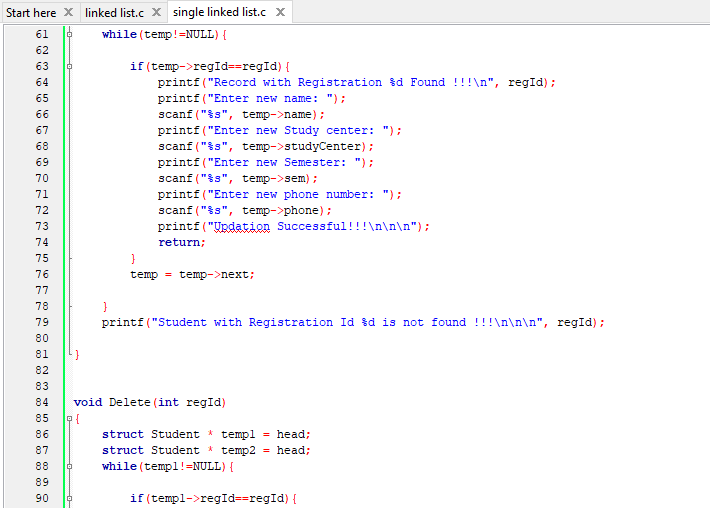 Start here X linked list.c X single linked list.c X
61 while(temp!=NULL){
62
63 if(temp->regId==regId){
64 printf("Record with Registration %d Found !!!\n", regId);
65 printf("Enter new name: ");
66 scanf("%s", temp->name);
67 printf("Enter new Study center: ");
68 scanf("%s", temp->studyCenter);
69 printf("Enter new Semester: ");
70 scanf("%s", temp->sem);
71 printf("Enter new phone number: ");
72 scanf("%s", temp->phone);
73 printf("Updation Successful!!!\n\n\n");
74 return;
75 }
76 temp = temp->next;
77
78 }
79 printf("Student with Registration Id %d is not found !!!\n\n\n", regId);
80
81 }
82
83
84 void Delete(int regId)
85 {
86 struct Student * temp1 = head;
87 struct Student * temp2 = head;
88 while(temp1!=NULL){
89
90 if(temp1->regId==regId){